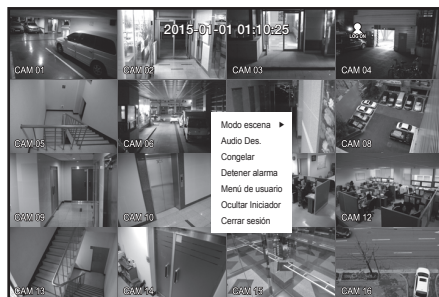 2015-01-01 01:10:25
LOG ON
CAM 01
CAM 02
CAM 03
CAM 04
CAM 05
CAM 06
CAM 08
CAM 09
CAM 10
CAM 12
CAM 13
CAM 14
CAM 15
CAM 16
Modo escena
Audio Des.
Congelar
Detener alarma
Menú de usuario
Ocultar Iniciador
Cerrar sesión